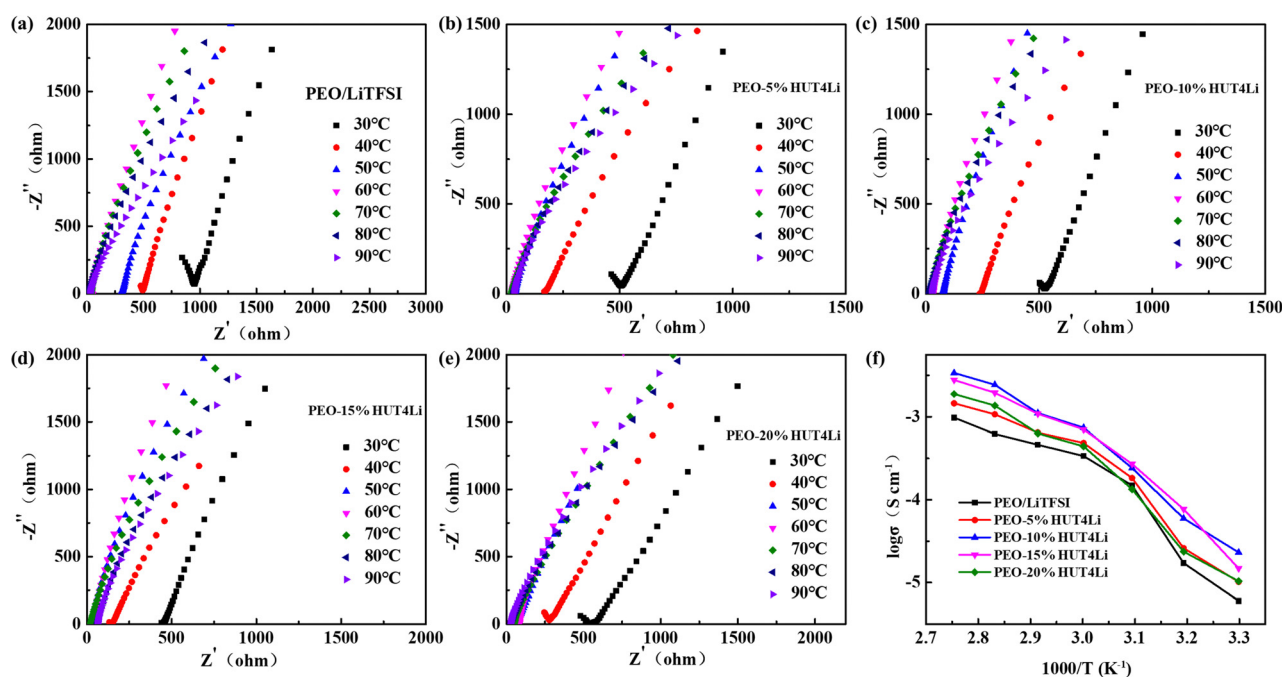 (a)
2000
1500
1000
500
0
-Z″ (ohm)
PEO/LiTFSI
30°C
40°C
50°C
60°C
70°C
80°C
90°C
0 500 1000 1500 2000 2500 3000
Z′ (ohm)
(b)
1500
1000
500
250
0
-Z″ (ohm)
PEO-5% HUT4Li
30°C
40°C
50°C
60°C
70°C
80°C
90°C
0 500 1000 1500
Z′ (ohm)
(c)
1500
1000
500
250
0
-Z″ (ohm)
PEO-10% HUT4Li
30°C
40°C
50°C
60°C
70°C
80°C
90°C
0 500 1000 1500
Z′ (ohm)
(d)
2000
1500
1000
500
0
-Z″ (ohm)
PEO-15% HUT4Li
30°C
40°C
50°C
60°C
70°C
80°C
90°C
0 500 1000 1500 2000
Z′ (ohm)
(e)
2000
1500
1000
500
0
-Z″ (ohm)
PEO-20% HUT4Li
30°C
40°C
50°C
60°C
70°C
80°C
90°C
0 500 1000 1500 2000
Z′ (ohm)
(f)
-3
-4
-5
logσ (S cm⁻¹)
PEO/LiTFSI
PEO-5% HUT4Li
PEO-10% HUT4Li
PEO-15% HUT4Li
PEO-20% HUT4Li
2.7 2.8 2.9 3.0 3.1 3.2 3.3
1000/T (K⁻¹)